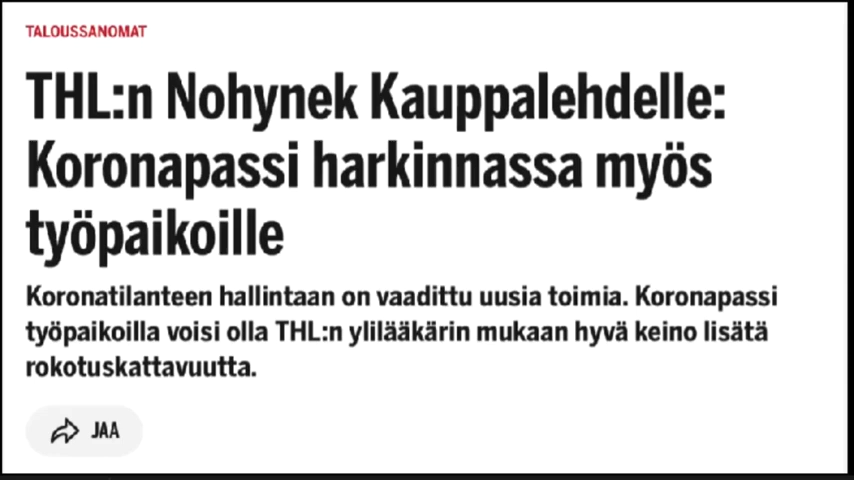 TALOUSSANOMAT
THL:n Nohynek Kauppalehdelle:
Koronapassi harkinnassa myös
työpaikoille
Koronatilanteen hallintaan on vaadittu uusia toimia. Koronapassi
työpaikoilla voisi olla THL:n ylilääkärin mukaan hyvä keino lisätä
rokotuskattavuutta.
JAA